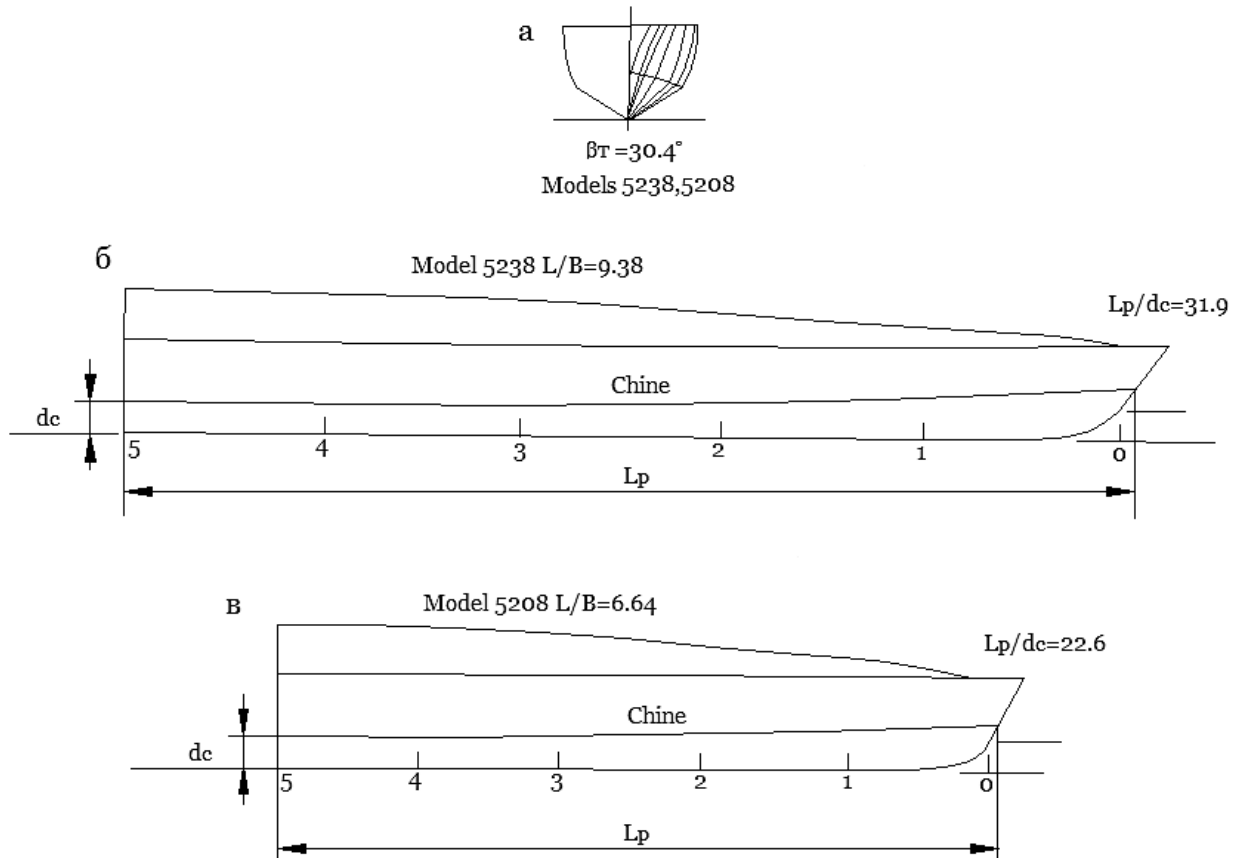 а
βT =30.4°
Models 5238,5208
б
Model 5238 L/B=9.38
Lp/dc=31.9
Chine
dc
5 4 3 2 1 0
Lp
в
Model 5208 L/B=6.64
Lp/dc=22.6
Chine
dc
5 4 3 2 1 0
Lp